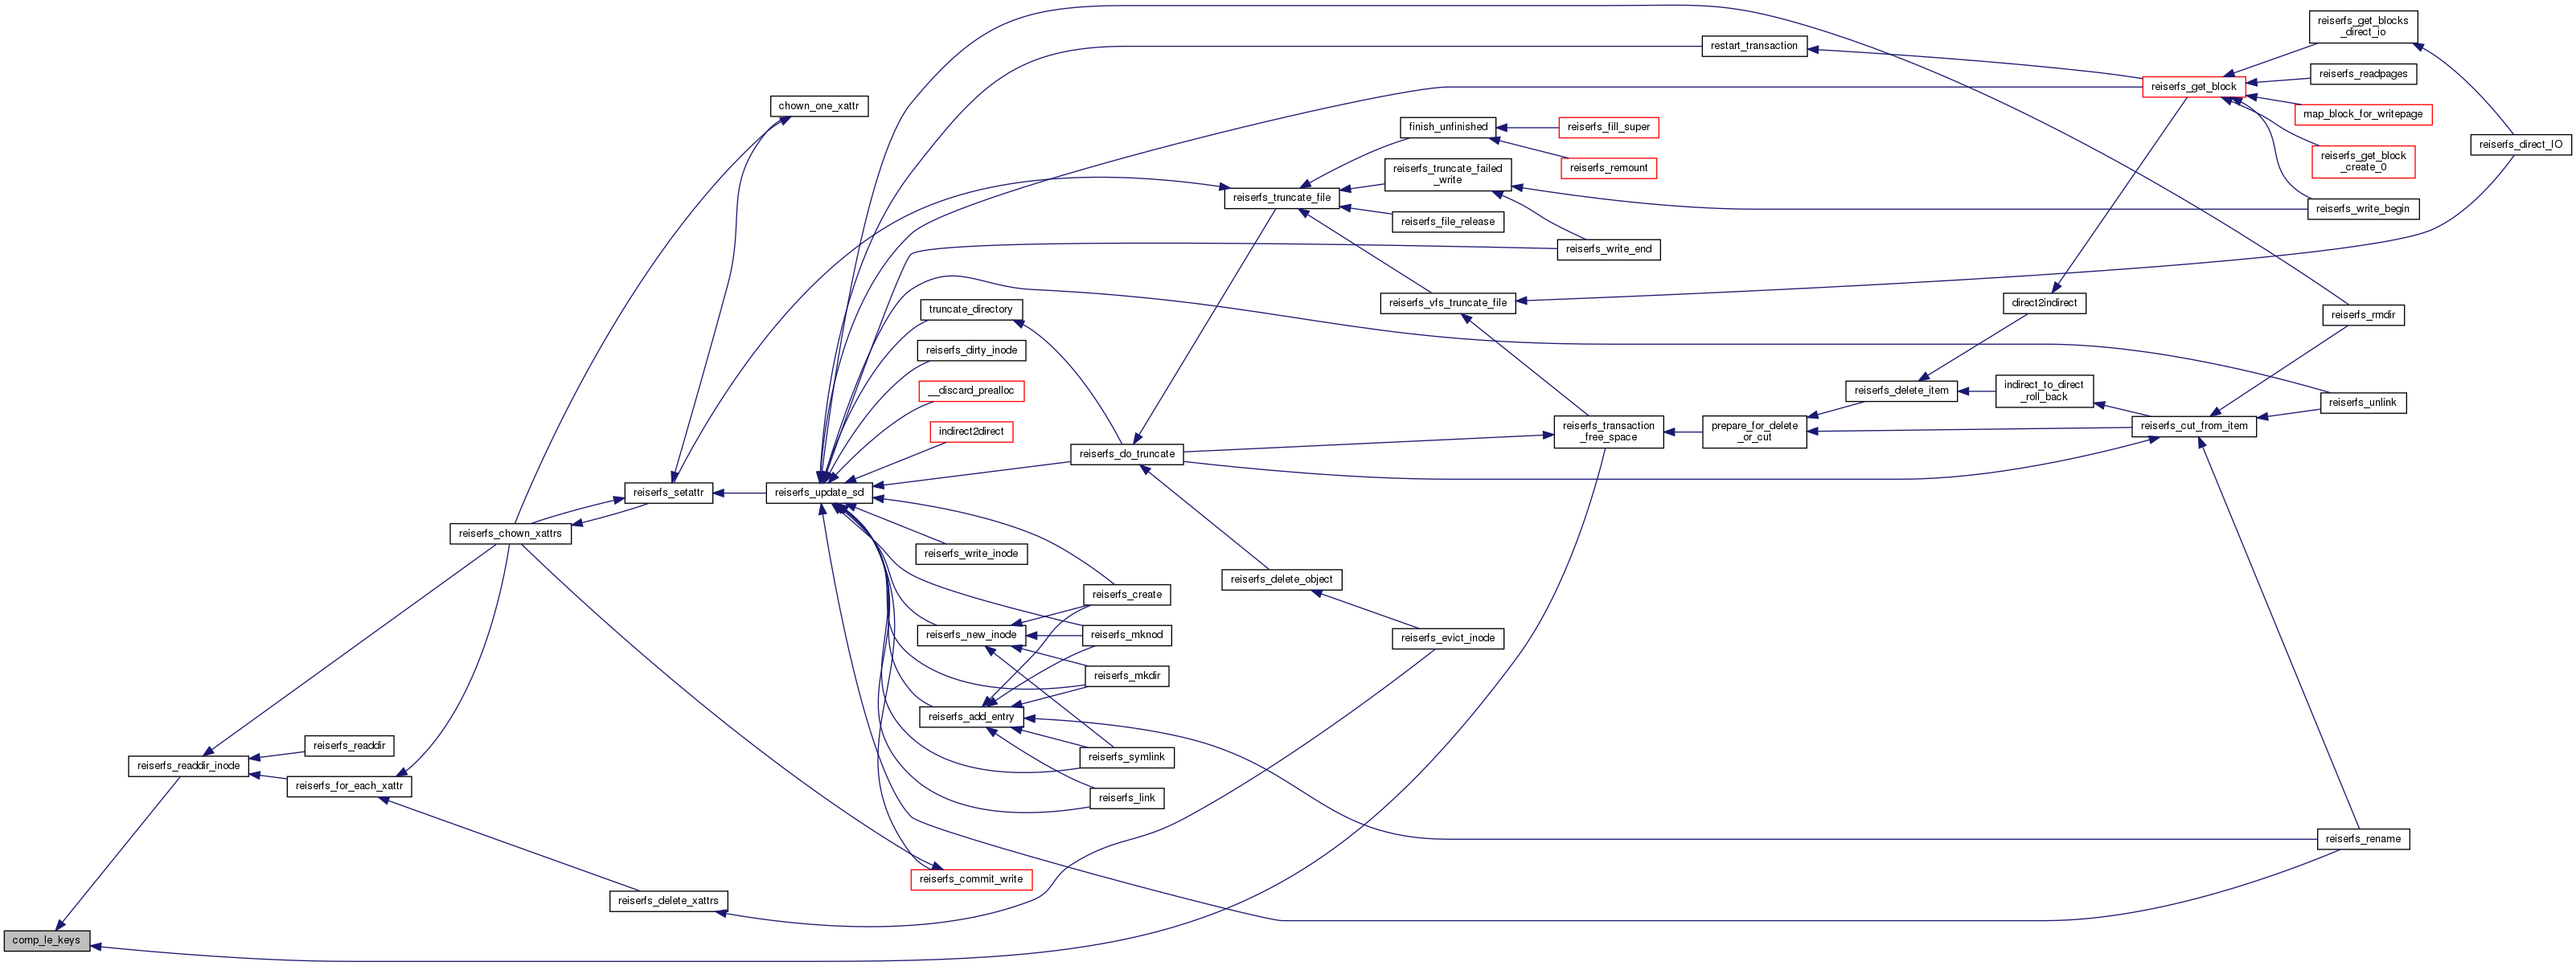 reiserfs_get_blocks
_direct_io
restart_transaction
reiserfs_readpages
reiserfs_get_block
chown_one_xattr
map_block_for_writepage
finish_unfinished
reiserfs_fill_super
reiserfs_direct_IO
reiserfs_get_block
_create_0
reiserfs_truncate_failed
_write
reiserfs_remount
reiserfs_truncate_file
reiserfs_write_begin
reiserfs_file_release
reiserfs_write_end
reiserfs_vfs_truncate_file
direct2indirect
truncate_directory
reiserfs_rmdir
reiserfs_dirty_inode
__discard_prealloc
reiserfs_delete_item
indirect_to_direct
_roll_back
reiserfs_unlink
indirect2direct
reiserfs_transaction
_free_space
prepare_for_delete
_or_cut
reiserfs_cut_from_item
reiserfs_do_truncate
reiserfs_setattr
reiserfs_update_sd
reiserfs_chown_xattrs
reiserfs_write_inode
reiserfs_delete_object
reiserfs_create
reiserfs_new_inode
reiserfs_mknod
reiserfs_evict_inode
reiserfs_mkdir
reiserfs_add_entry
reiserfs_readdir
reiserfs_symlink
reiserfs_readdir_inode
reiserfs_for_each_xattr
reiserfs_link
reiserfs_rename
reiserfs_commit_write
reiserfs_delete_xattrs
comp_le_keys